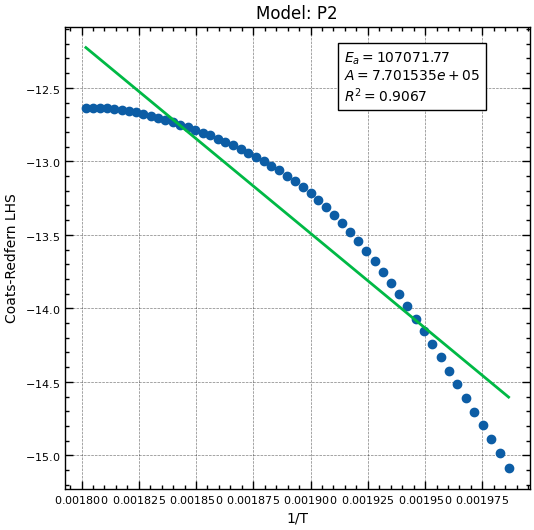 Model: P2
E_a = 107071.77
A = 7.701535e + 05
R² = 0.9067
Coats-Redfern LHS
−12.5
−13.0
−13.5
−14.0
−14.5
−15.0
0.001800 0.001825 0.001850 0.001875 0.001900 0.001925 0.001950 0.001975
1/T